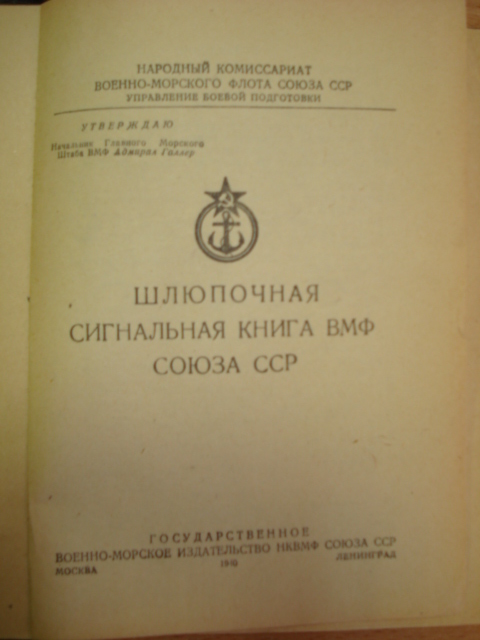 НАРОДНЫЙ КОМИССАРИАТ
ВОЕННО-МОРСКОГО ФЛОТА СОЮЗА ССР
УПРАВЛЕНИЕ БОЕВОЙ ПОДГОТОВКИ
УТВЕРЖДАЮ
Начальник Главного Морского
Штаба ВМФ Адмирал Галлер
ШЛЮПОЧНАЯ
СИГНАЛЬНАЯ КНИГА ВМФ
СОЮЗА ССР
ГОСУДАРСТВЕННОЕ
ВОЕННО-МОРСКОЕ ИЗДАТЕЛЬСТВО НКВМФ СОЮЗА ССР
МОСКВА 1940 ЛЕНИНГРАД